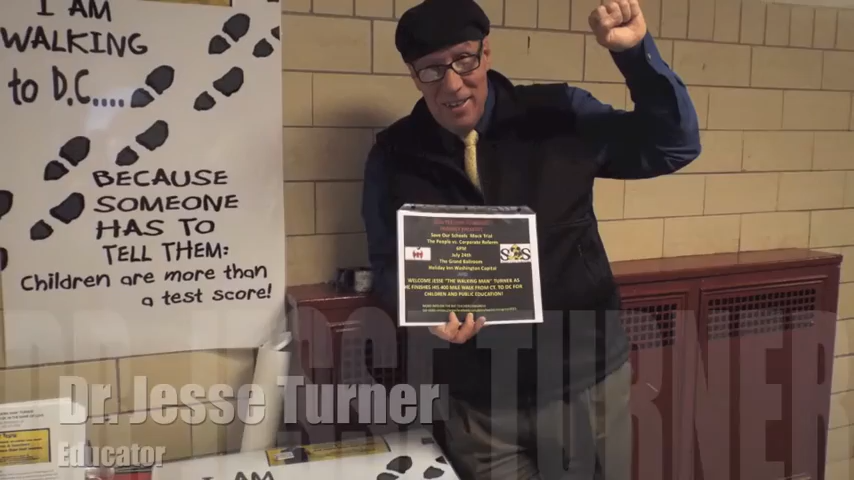 I AM
WALKING
to D.C....
BECAUSE
SOMEONE
HAS TO
TELL THEM:
Children are more than
a test score!
Save Our Schools Mock Trial
The People vs. Corporate Reform
6PM
July 24th
The Grand Ballroom
Holiday Inn Washington Capitol
WELCOME JESSE "THE WALKING MAN" TURNER AS
HE FINISHES HIS 400 MILE WALK FROM CT. TO DC FOR
CHILDREN AND PUBLIC EDUCATION!
SOS
DR. JESSE TURNER
Dr. Jesse Turner
Educator
I AM